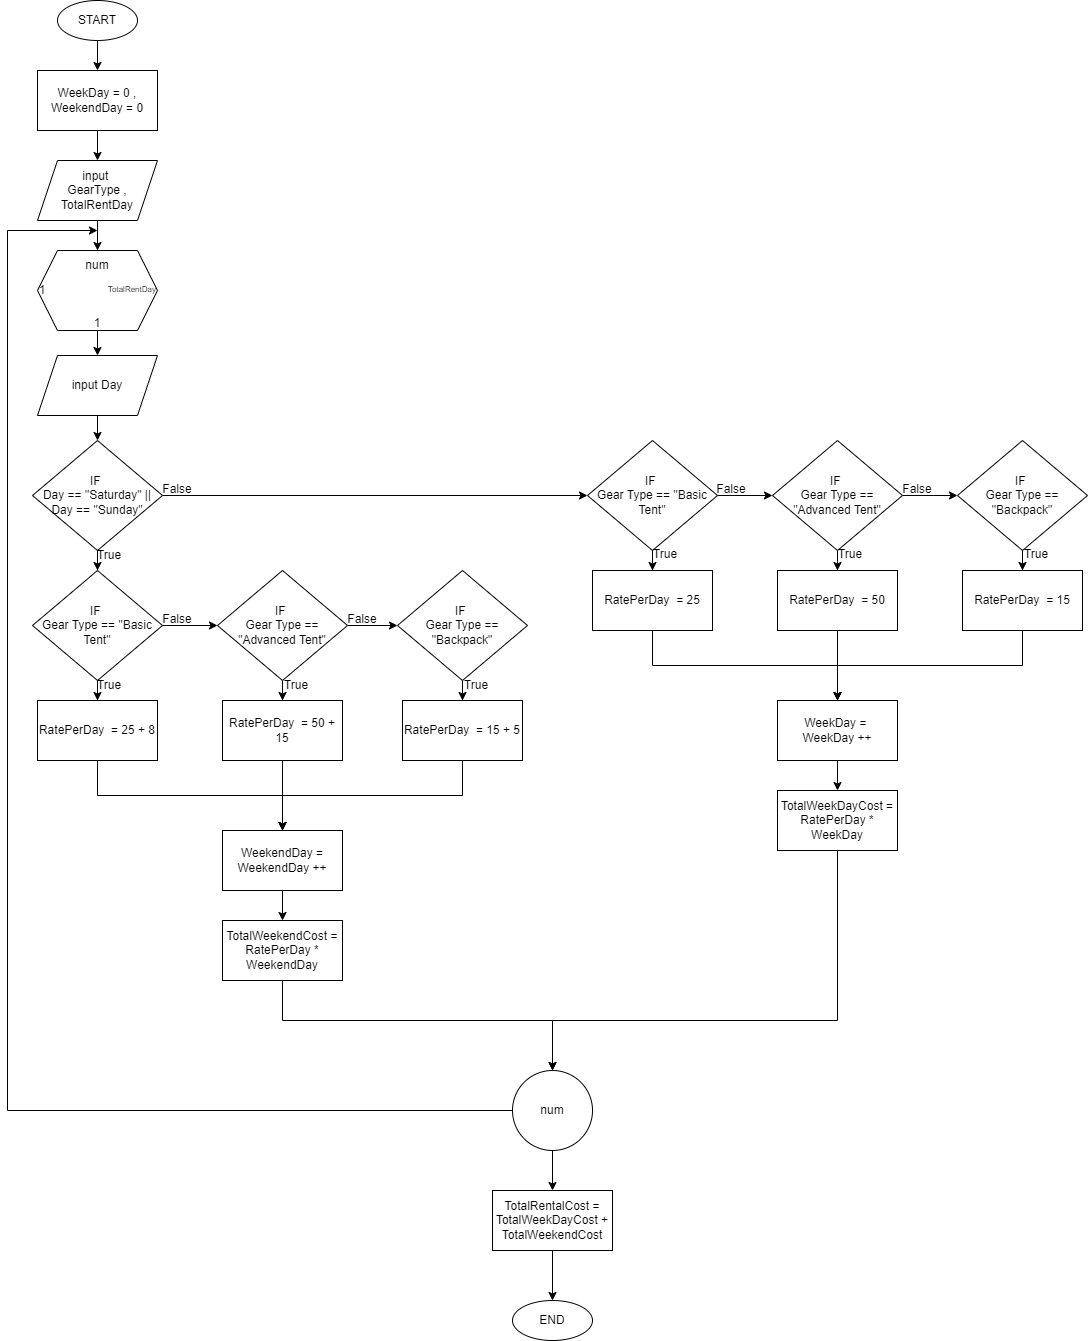 START
WeekDay = 0 ,
WeekendDay = 0
input
GearType ,
TotalRentDay
num
1
TotalRentDay
1
input Day
IF
Day == "Saturday" ||
Day == "Sunday"
False
True
IF
Gear Type == "Basic
Tent"
False
True
IF
Gear Type ==
"Advanced Tent"
False
True
IF
Gear Type ==
"Backpack"
True
RatePerDay  = 25
RatePerDay  = 50
RatePerDay  = 15
IF
Gear Type == "Basic
Tent"
False
True
IF
Gear Type ==
"Advanced Tent"
False
True
IF
Gear Type ==
"Backpack"
True
RatePerDay  = 25 + 8
RatePerDay  = 50 +
15
RatePerDay  = 15 + 5
WeekDay =
WeekDay ++
TotalWeekDayCost =
RatePerDay *
WeekDay
WeekendDay =
WeekendDay ++
TotalWeekendCost =
RatePerDay *
WeekendDay
num
TotalRentalCost =
TotalWeekDayCost +
TotalWeekendCost
END